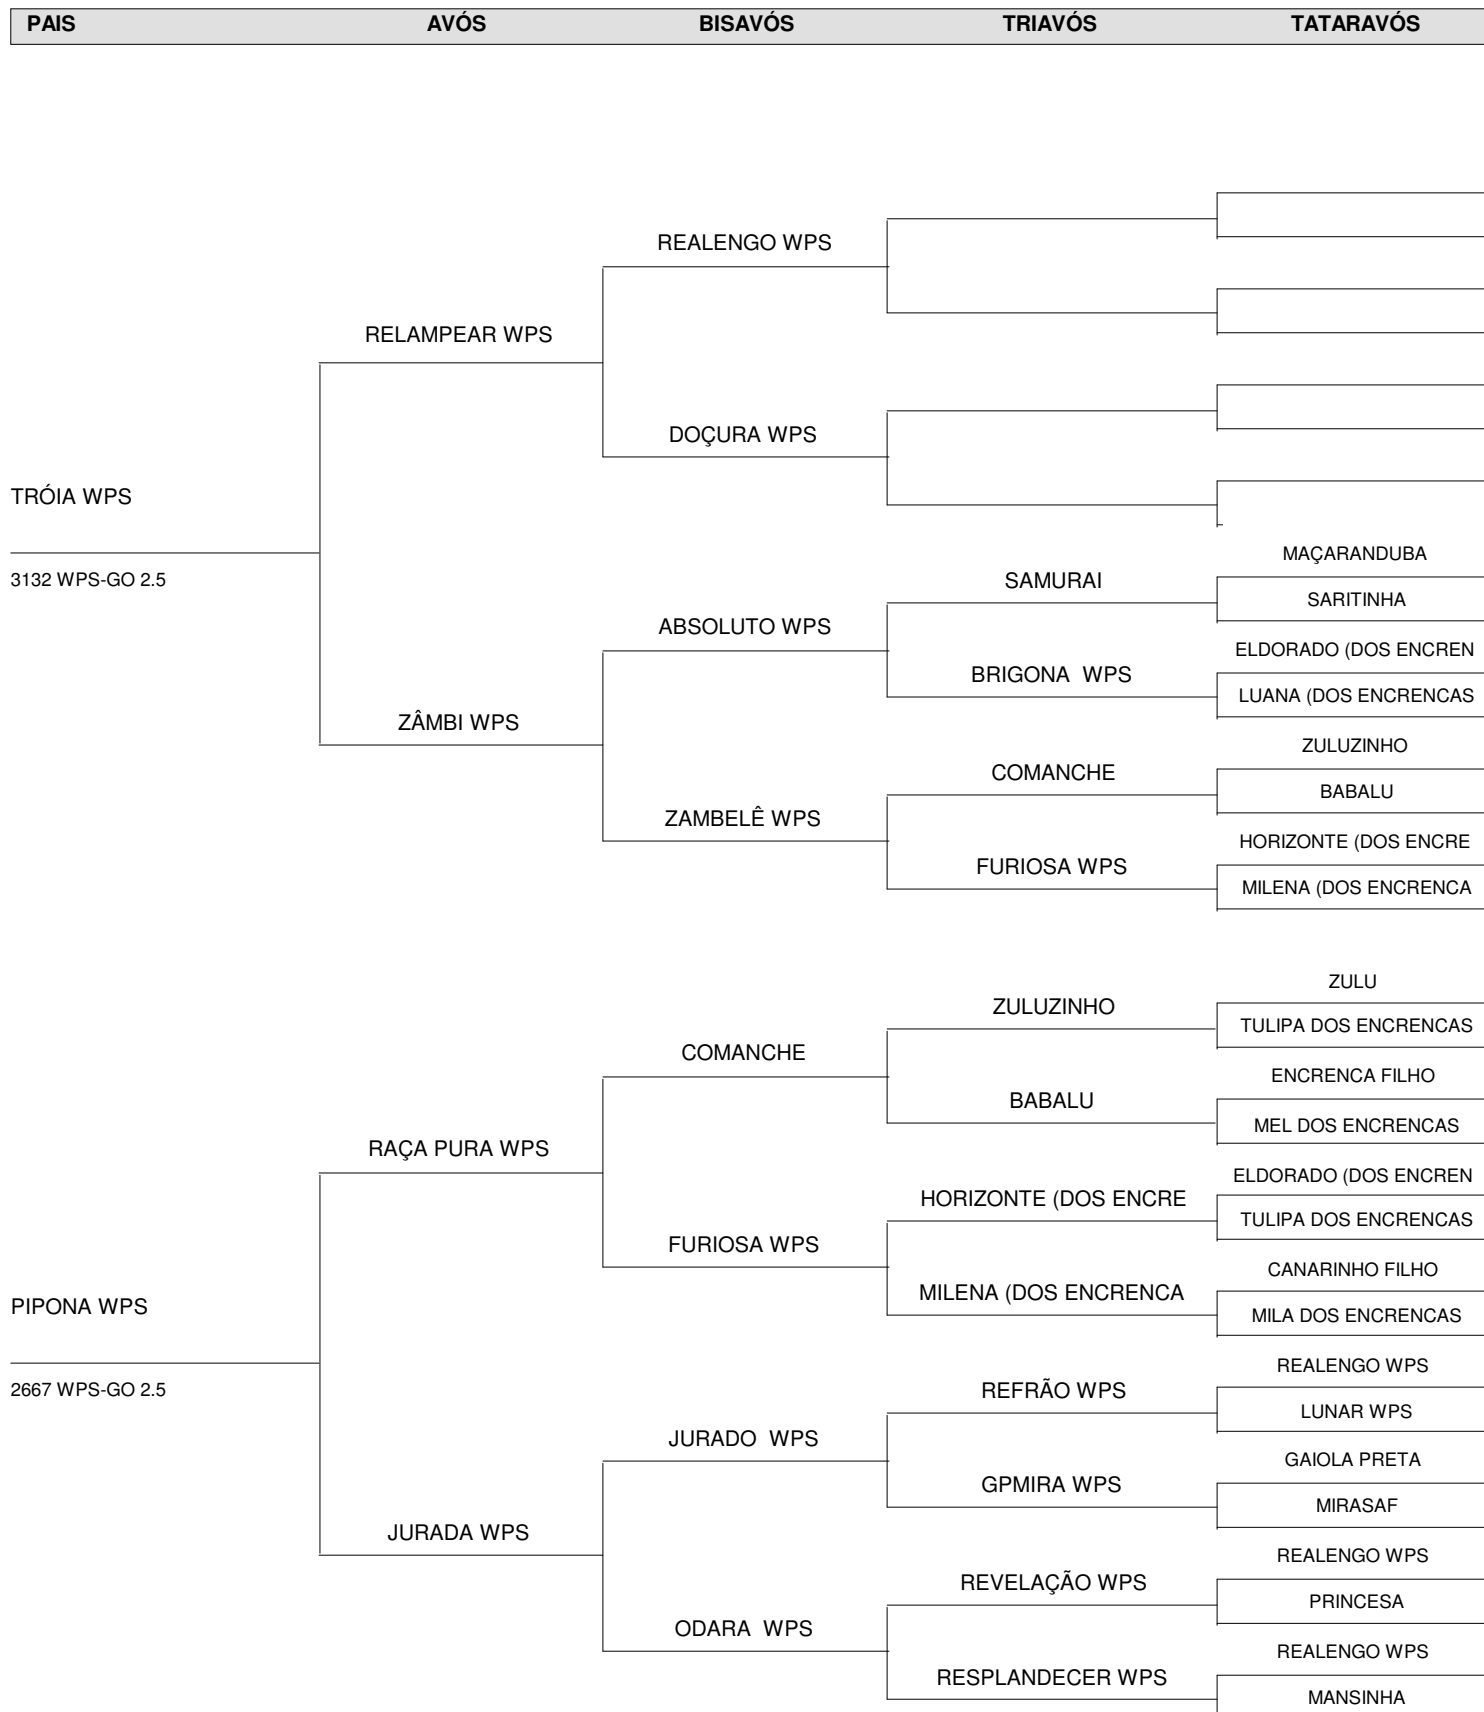 PAIS AVÓS BISAVÓS TRIAVÓS TATARAVÓS
REALENGO WPS
RELAMPEAR WPS
DOÇURA WPS
TRÓIA WPS
MAÇARANDUBA
3132 WPS-GO 2.5
SAMURAI
SARITINHA
ABSOLUTO WPS
ELDORADO (DOS ENCREN
BRIGONA WPS
LUANA (DOS ENCRENCAS
ZÂMBI WPS
ZULUZINHO
COMANCHE
BABALU
ZAMBELÊ WPS
HORIZONTE (DOS ENCRE
FURIOSA WPS
MILENA (DOS ENCRENCA
ZULU
ZULUZINHO
TULIPA DOS ENCRENCAS
COMANCHE
ENCRENCA FILHO
BABALU
MEL DOS ENCRENCAS
RAÇA PURA WPS
ELDORADO (DOS ENCREN
HORIZONTE (DOS ENCRE
TULIPA DOS ENCRENCAS
FURIOSA WPS
CANARINHO FILHO
MILENA (DOS ENCRENCA
PIPONA WPS
MILA DOS ENCRENCAS
REALENGO WPS
2667 WPS-GO 2.5
REFRÃO WPS
LUNAR WPS
JURADO WPS
GAIOLA PRETA
GPMIRA WPS
MIRASAF
JURADA WPS
REALENGO WPS
REVELAÇÃO WPS
PRINCESA
ODARA WPS
REALENGO WPS
RESPLANDECER WPS
MANSINHA